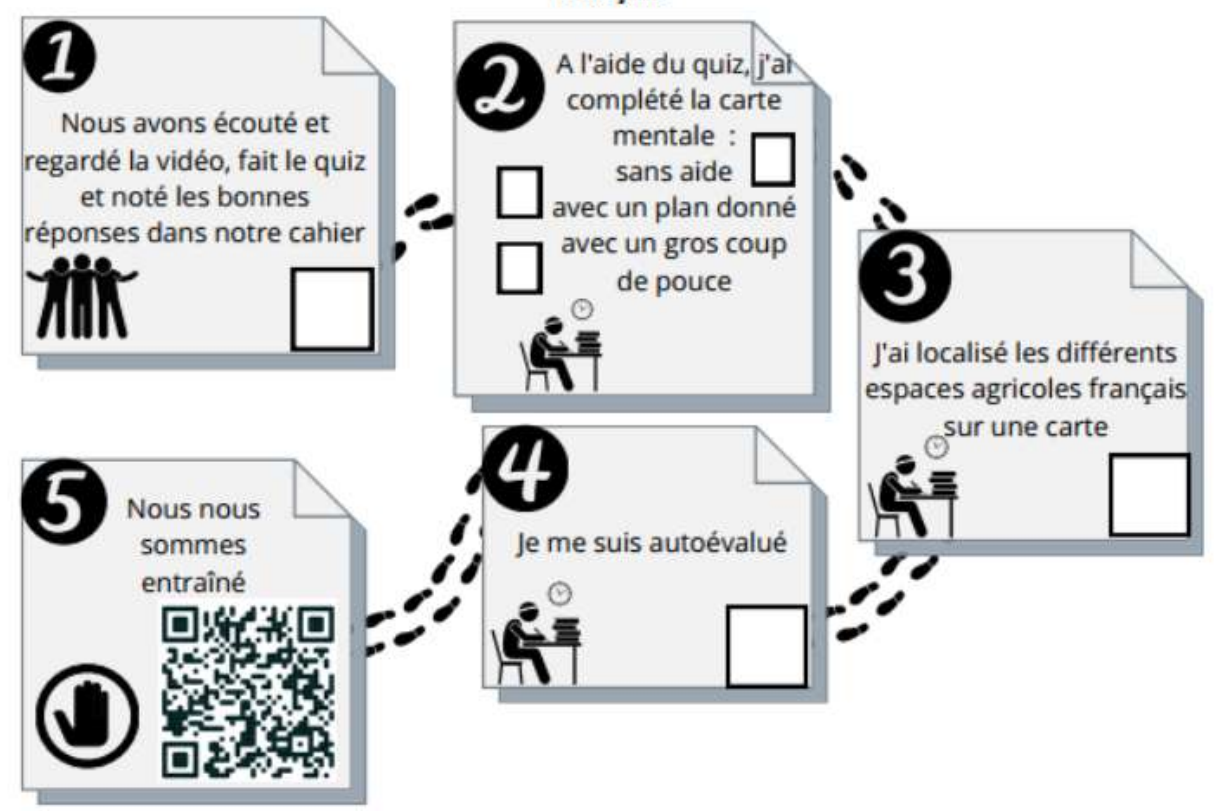 1
Nous avons écouté et
regardé la vidéo, fait le quiz
et noté les bonnes
réponses dans notre cahier
2
A l'aide du quiz, j'ai
complété la carte
mentale :
sans aide
avec un plan donné
avec un gros coup
de pouce
3
J'ai localisé les différents
espaces agricoles français
sur une carte
4
Je me suis autoévalué
5
Nous nous
sommes
entraîné